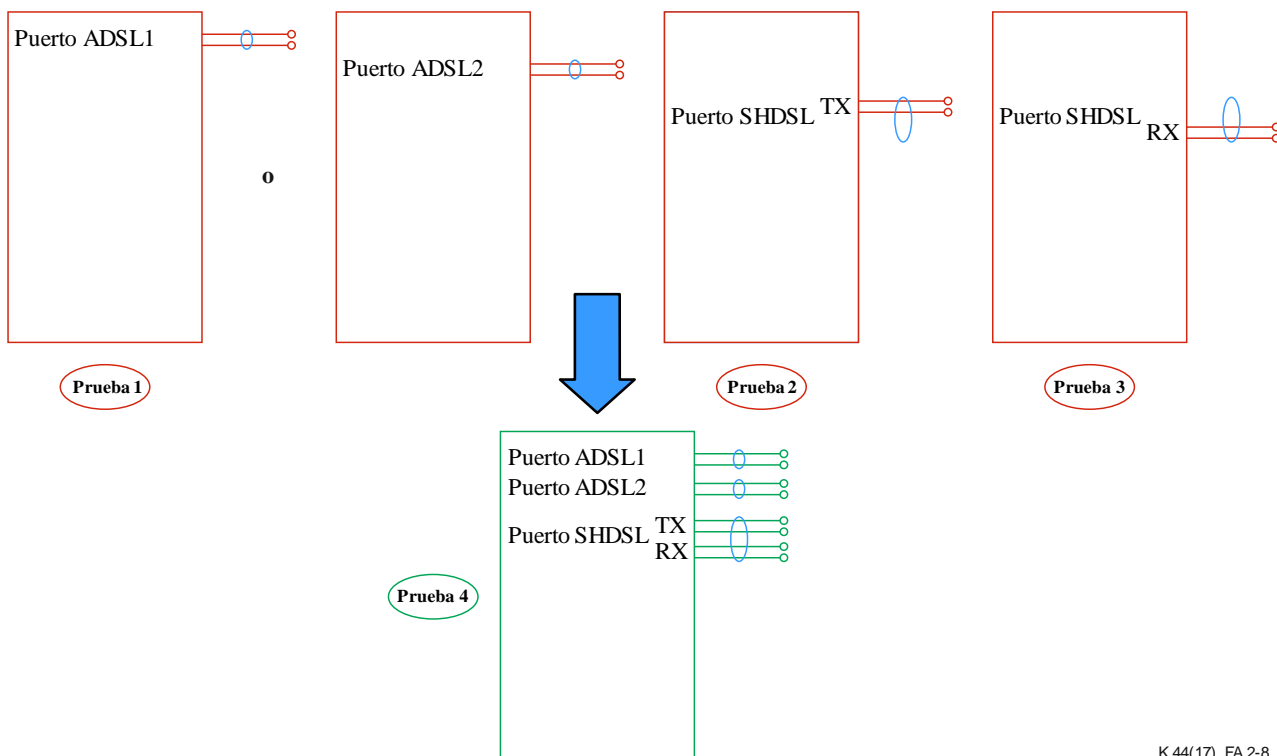 Puerto ADSL1
o
Puerto ADSL2
Puerto SHDSL TX
Puerto SHDSL RX
Prueba 1
Prueba 2
Prueba 3
Puerto ADSL1
Puerto ADSL2
Puerto SHDSL TX
RX
Prueba 4
K.44(17)_FA.2-8